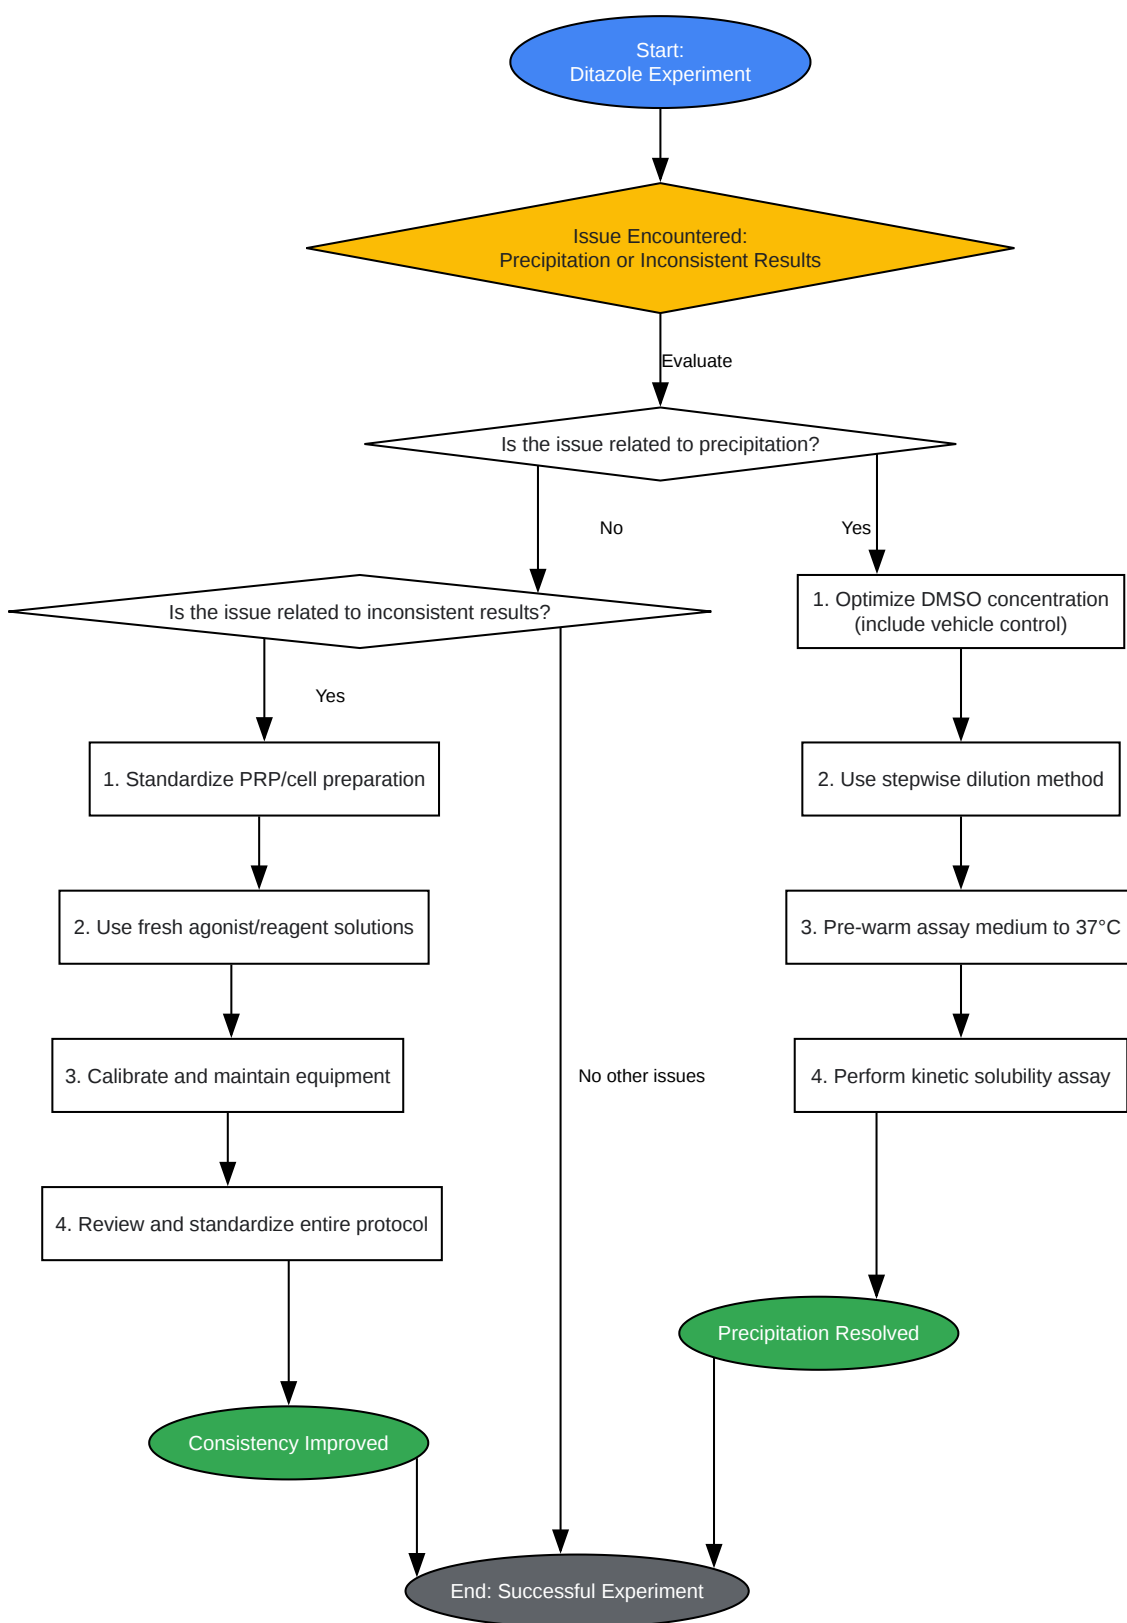 Start:
Ditazole Experiment
Issue Encountered:
Precipitation or Inconsistent Results
Evaluate
Is the issue related to precipitation?
No
Yes
Is the issue related to inconsistent results?
1. Optimize DMSO concentration
(include vehicle control)
Yes
1. Standardize PRP/cell preparation
2. Use stepwise dilution method
2. Use fresh agonist/reagent solutions
3. Pre-warm assay medium to 37°C
3. Calibrate and maintain equipment
No other issues
4. Perform kinetic solubility assay
4. Review and standardize entire protocol
Precipitation Resolved
Consistency Improved
End: Successful Experiment